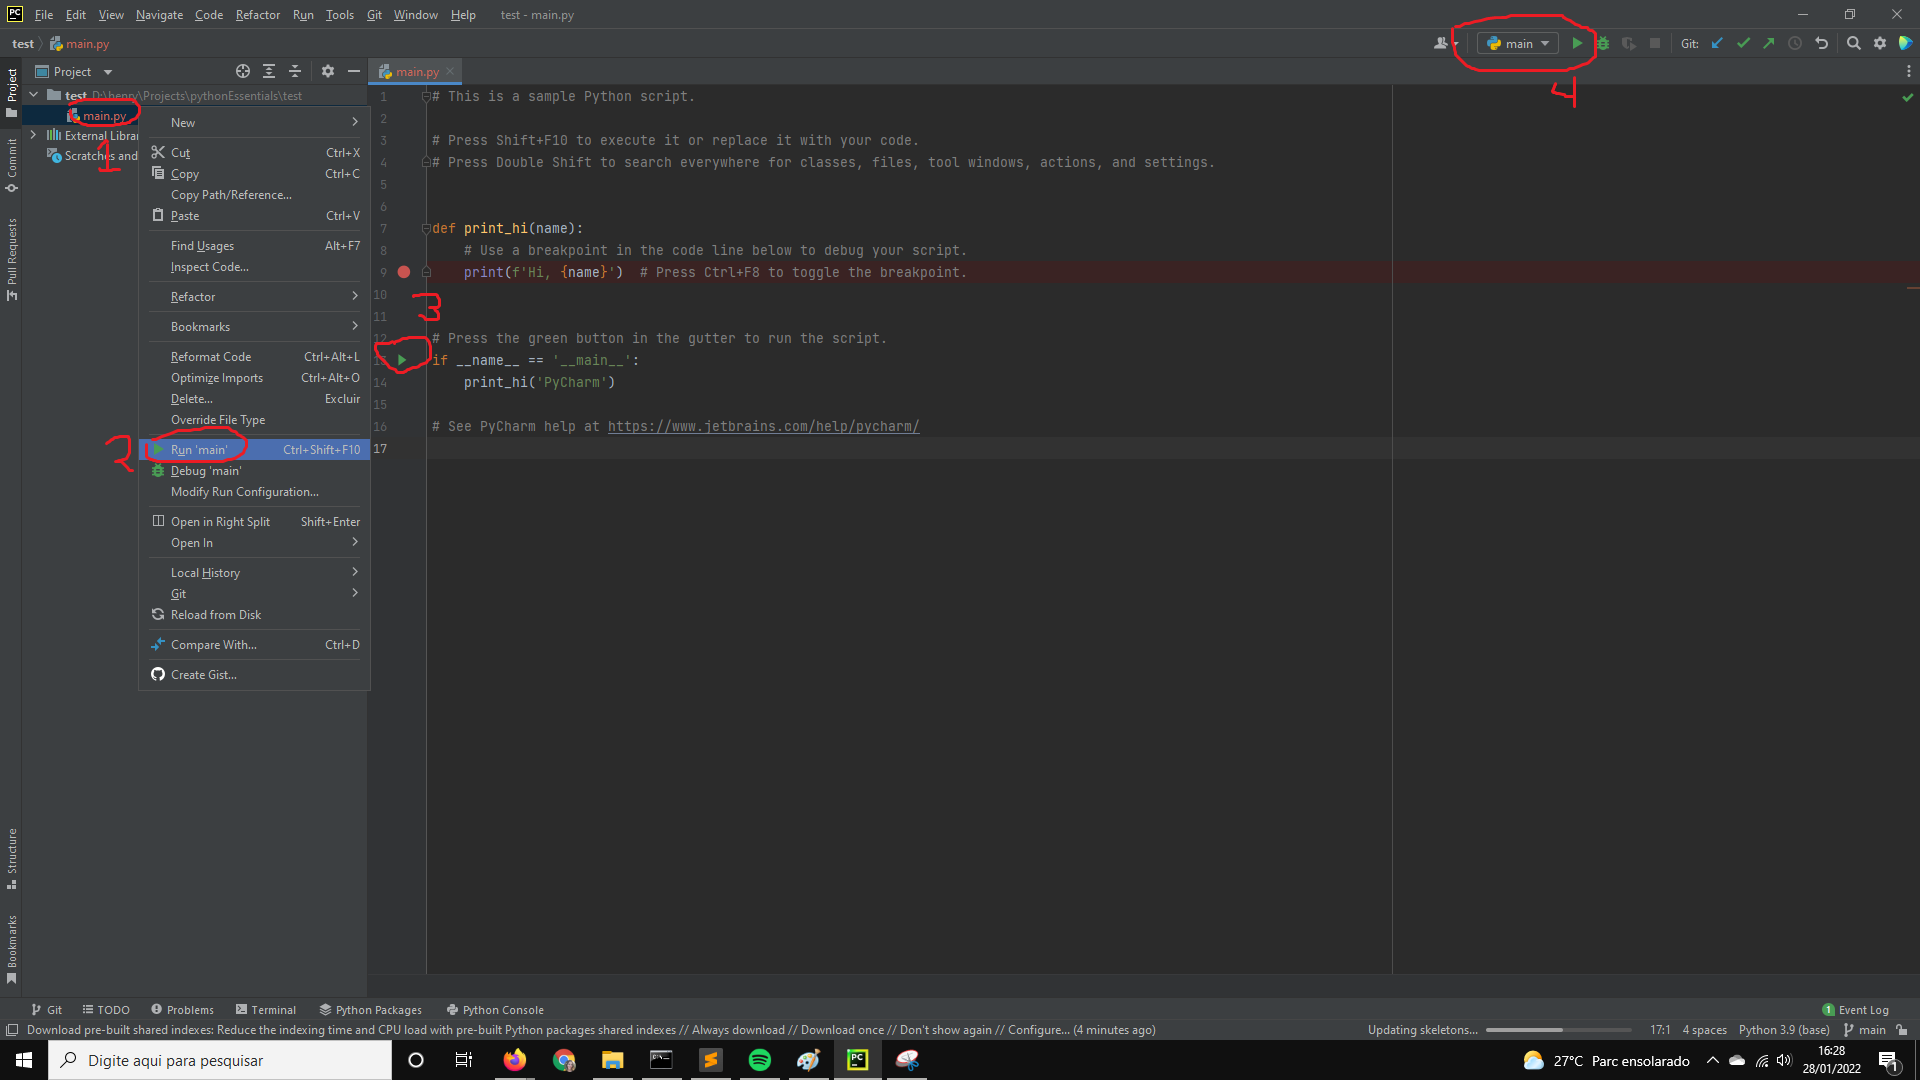 PC File Edit View Navigate Code Refactor Run Tools Git Window Help test - main.py
test main.py
main
Git:
4
Project
main.py
test D:\henry\Projects\pythonEssentials\test
main.py
External Librar
Scratches and
1
Project
Commit
Pull Requests
Structure
Bookmarks
New
Cut Ctrl+X
Copy Ctrl+C
Copy Path/Reference...
Paste Ctrl+V
Find Usages Alt+F7
Inspect Code...
Refactor
Bookmarks
Reformat Code Ctrl+Alt+L
Optimize Imports Ctrl+Alt+O
Delete... Excluir
Override File Type
2
Run 'main' Ctrl+Shift+F10
Debug 'main'
Modify Run Configuration...
Open in Right Split Shift+Enter
Open In
Local History
Git
Reload from Disk
Compare With... Ctrl+D
Create Gist...
1 # This is a sample Python script.
2
3 # Press Shift+F10 to execute it or replace it with your code.
4 # Press Double Shift to search everywhere for classes, files, tool windows, actions, and settings.
5
6
7 def print_hi(name):
8 # Use a breakpoint in the code line below to debug your script.
9 print(f'Hi, {name}') # Press Ctrl+F8 to toggle the breakpoint.
10
3
11
12 # Press the green button in the gutter to run the script.
13 if __name__ == '__main__':
14 print_hi('PyCharm')
15
16 # See PyCharm help at https://www.jetbrains.com/help/pycharm/
17
Git TODO Problems Terminal Python Packages Python Console 1 Event Log
Download pre-built shared indexes: Reduce the indexing time and CPU load with pre-built Python packages shared indexes // Always download // Download once // Don't show again // Configure... (4 minutes ago) Updating skeletons... 17:1 4 spaces Python 3.9 (base) main
Digite aqui para pesquisar
PC
27°C Parc ensolarado
16:28
28/01/2022
1